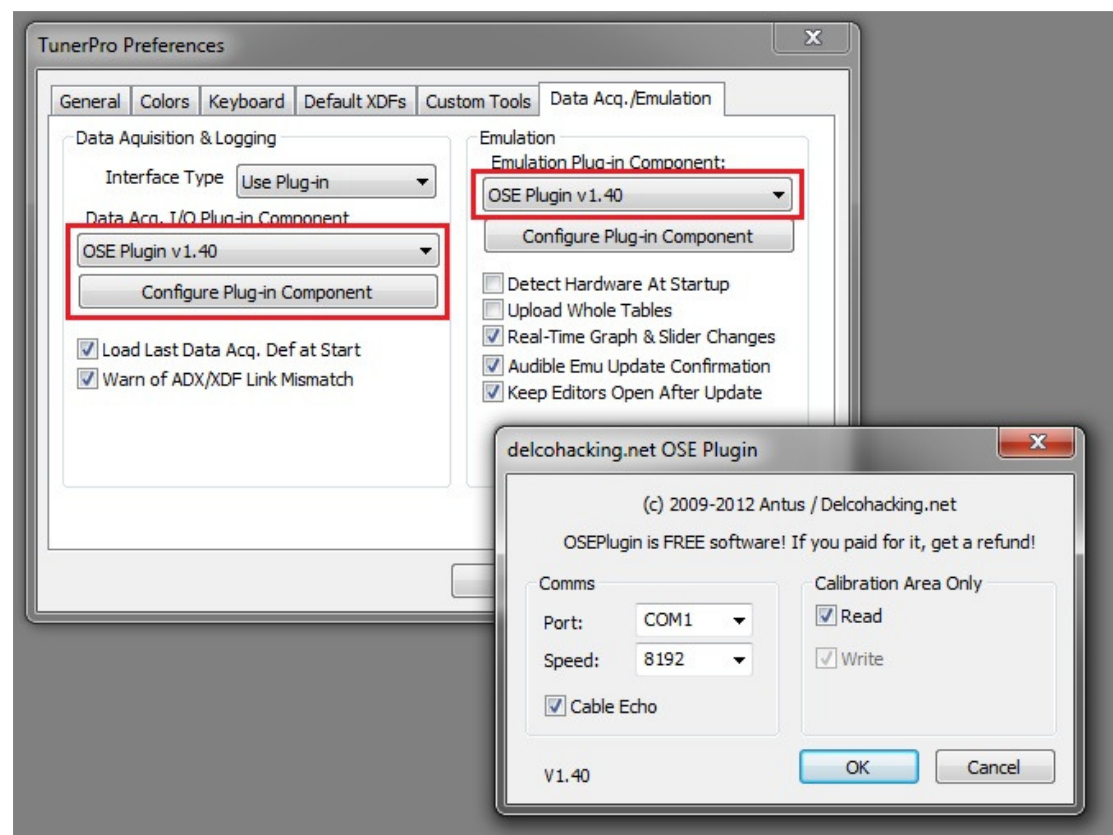 TunerPro Preferences
X
General Colors Keyboard Default XDFs Custom Tools Data Acq./Emulation
Data Aquisition & Logging
Interface Type Use Plug-in
Data Acq. I/O Plug-in Component
OSE Plugin v1.40
Configure Plug-in Component
Load Last Data Acq. Def at Start
Warn of ADX/XDF Link Mismatch
Emulation
Emulation Plug-in Component:
OSE Plugin v1.40
Configure Plug-in Component
Detect Hardware At Startup
Upload Whole Tables
Real-Time Graph & Slider Changes
Audible Emu Update Confirmation
Keep Editors Open After Update
delcohacking.net OSE Plugin
X
(c) 2009-2012 Antus / Delcohacking.net
OSEPlugin is FREE software! If you paid for it, get a refund!
Comms
Port: COM1
Speed: 8192
Cable Echo
Calibration Area Only
Read
Write
V1.40
OK Cancel